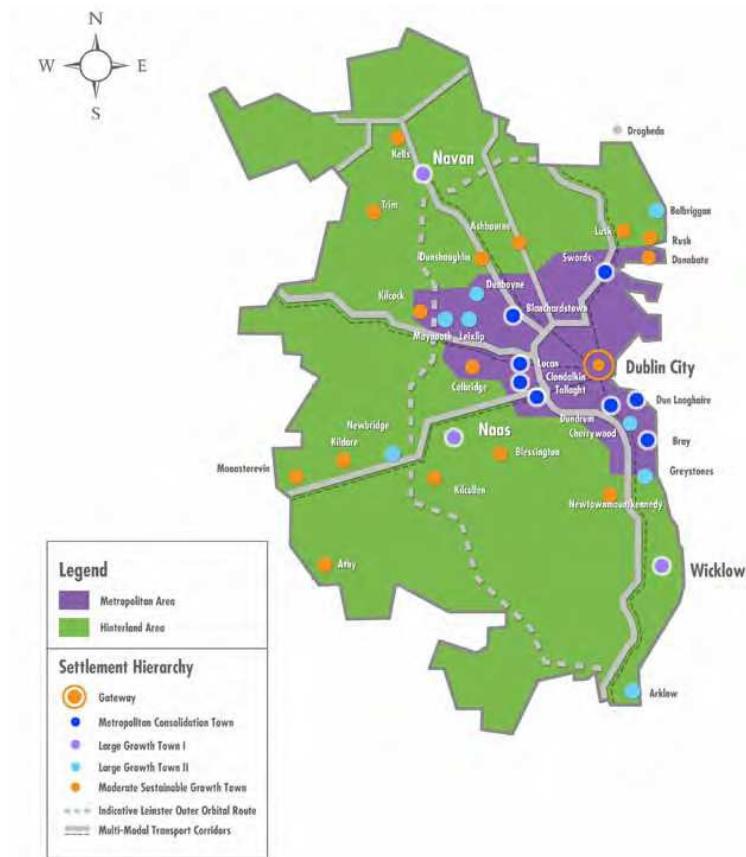 N
W E
S
Drogheda
Kells
Navan
Balbriggan
Trim
Ashbourne
Lusk
Rusk
Dunshaughlin
Swords
Donabate
Dunboyne
Kilcock
Blanchardstown
Maynooth Leixlip
Lucan
Dublin City
Celbridge
Clondalkin
Tallaght
Dun Laoghaire
Dundrum
Newbridge
Naas
Cherrywood
Kildare
Bray
Monasterevin
Blessington
Greystones
Kilcullen
Newtownmountkennedy
Athy
Wicklow
Arklow
Legend
Metropolitan Area
Hinterland Area
Settlement Hierarchy
Gateway
Metropolitan Consolidation Town
Large Growth Town I
Large Growth Town II
Moderate Sustainable Growth Town
Indicative Leinster Outer Orbital Route
Multi-Modal Transport Corridors